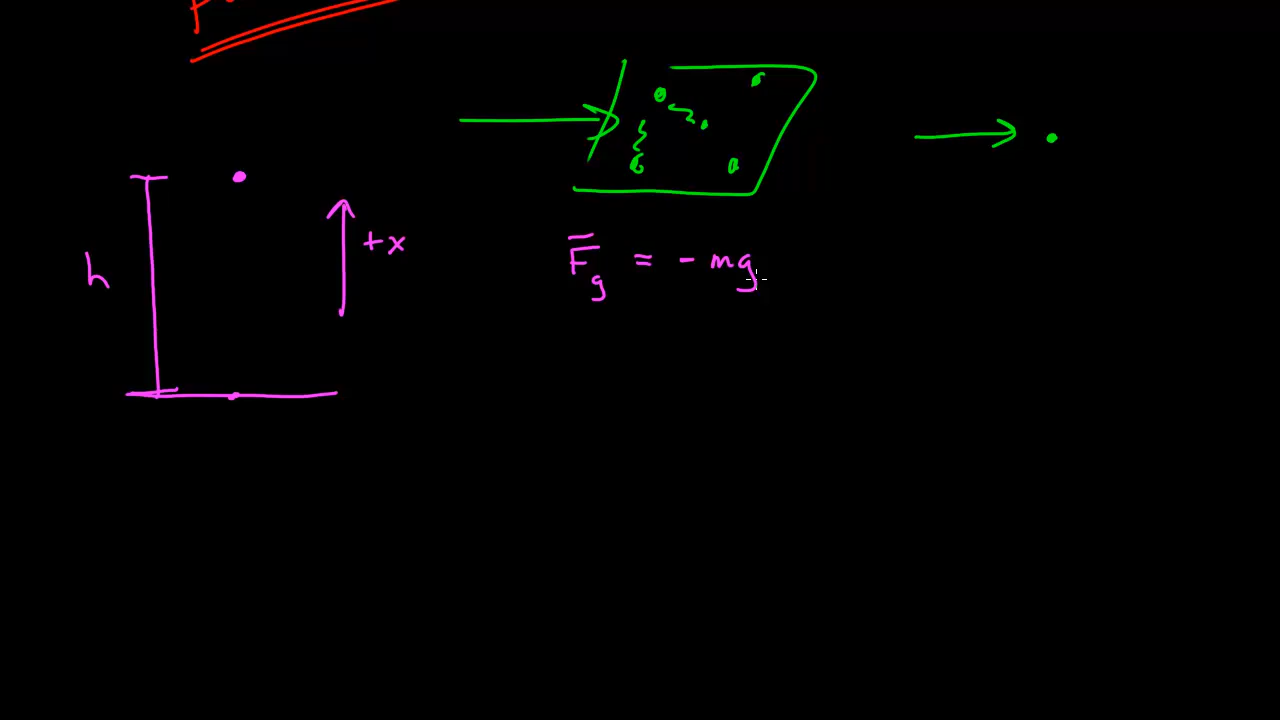 +x
h
F̅g ≈ - mg